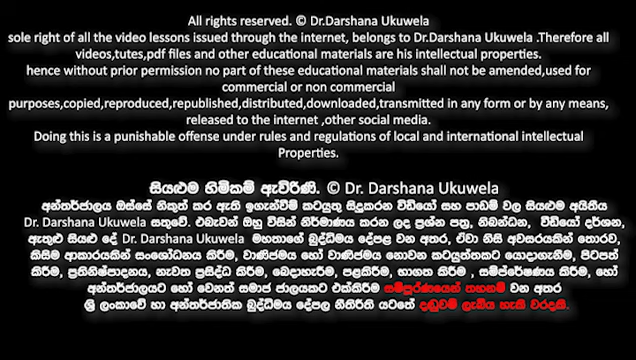 All rights reserved. © Dr.Darshana Ukuwela
sole right of all the video lessons issued through the internet, belongs to Dr.Darshana Ukuwela .Therefore all
videos,tutes,pdf files and other educational materials are his intellectual properties.
hence without prior permission no part of these educational materials shall not be amended,used for
commercial or non commercial
purposes,copied,reproduced,republished,distributed,downloaded,transmitted in any form or by any means,
released to the internet ,other social media.
Doing this is a punishable offense under rules and regulations of local and international intellectual
Properties.
සියළුම හිමිකම් ඇවිරිණි. © Dr. Darshana Ukuwela
අන්තර්ජාලය ඔස්සේ නිකුත් කර ඇති ඉගැන්වීම් කටයුතු සිදුකරන වීඩියෝ සහ පාඩම් වල සියළුම අයිතිය
Dr. Darshana Ukuwela සතුවේ. එබැවන් ඔහු විසින් නිර්මාණය කරන ලද ප්‍රශ්න පත්‍ර, නිබන්ධන, වීඩියෝ දර්ශන,
ඇතුළු සියළු දේ Dr. Darshana Ukuwela මහතාගේ බුද්ධිමය දේපළ වන අතර, ඒවා නිසි අවසරයකින් තොරව,
කිසිම ආකාරයකින් සංශෝධනය කිරීම, වාණිජමය හෝ වාණිජමය නොවන කටයුත්තකට යොදාගැනීම, පිටපත්
කිරීම, ප්‍රතිනිෂ්පාදනය, නැවත ප්‍රසිද්ධ කිරීම, බෙදාහැරීම, පළකිරීම, භාගත කිරීම , සම්ප්රේෂණය කිරීම, හෝ
අන්තර්ජාලයට හෝ වෙනත් සමාජ ජාලයකට එක්කිරීම සම්පූර්ණයෙන් තහනම් වන අතර
ශ්‍රී ලංකාවේ හා අන්තර්ජාතික බුද්ධිමය දේපල නීතිරීති යටතේ දඬුවම් ලැබිය හැකි වරදකි.